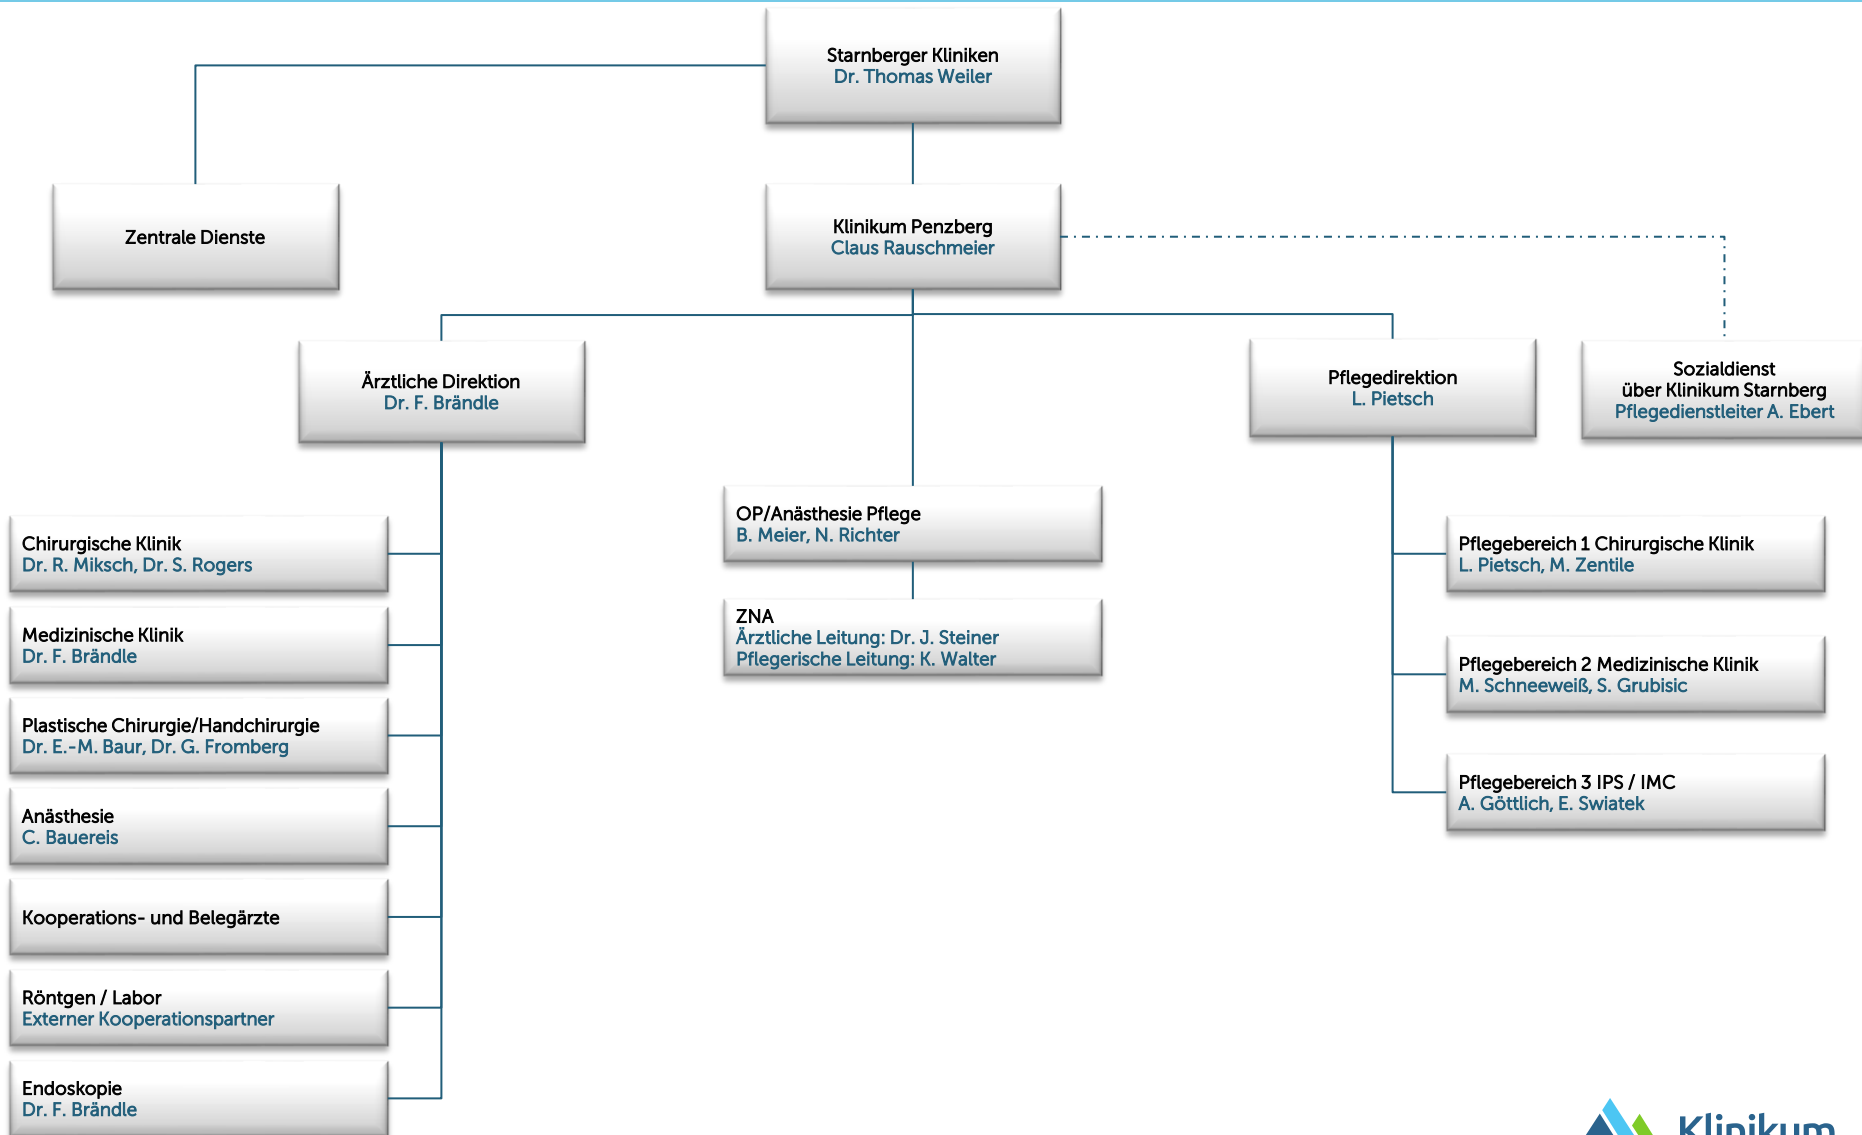 Starnberger Kliniken
Dr. Thomas Weiler
Zentrale Dienste
Klinikum Penzberg
Claus Rauschmeier
Ärztliche Direktion
Dr. F. Brändle
Pflegedirektion
L. Pietsch
Sozialdienst
über Klinikum Starnberg
Pflegedienstleiter A. Ebert
Chirurgische Klinik
Dr. R. Miksch, Dr. S. Rogers
Medizinische Klinik
Dr. F. Brändle
Plastische Chirurgie/Handchirurgie
Dr. E.-M. Baur, Dr. G. Fromberg
Anästhesie
C. Bauereis
Kooperations- und Belegärzte
Röntgen / Labor
Externer Kooperationspartner
Endoskopie
Dr. F. Brändle
OP/Anästhesie Pflege
B. Meier, N. Richter
ZNA
Ärztliche Leitung: Dr. J. Steiner
Pflegerische Leitung: K. Walter
Pflegebereich 1 Chirurgische Klinik
L. Pietsch, M. Zentile
Pflegebereich 2 Medizinische Klinik
M. Schneeweiß, S. Grubisic
Pflegebereich 3 IPS / IMC
A. Göttlich, E. Swiatek
Klinikum